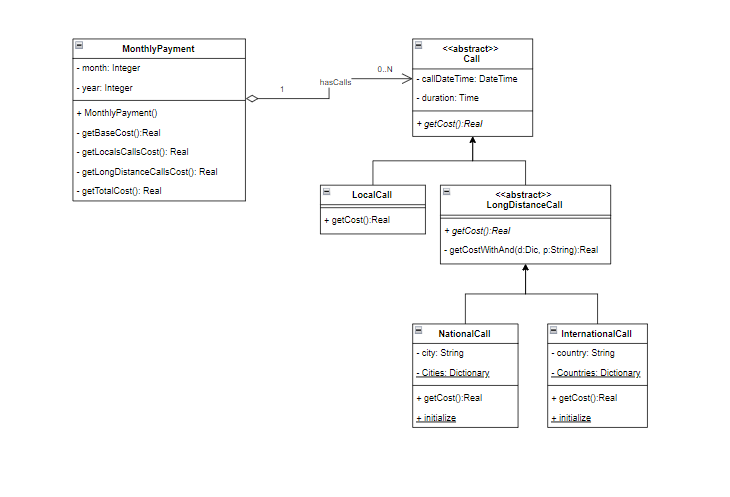 MonthlyPayment
- month: Integer
- year: Integer
+ MonthlyPayment()
- getBaseCost():Real
- getLocalsCallsCost(): Real
- getLongDistanceCallsCost(): Real
- getTotalCost(): Real
1
hasCalls
0..N
<<abstract>>
Call
- callDateTime: DateTime
- duration: Time
+ getCost():Real
LocalCall
+ getCost():Real
<<abstract>>
LongDistanceCall
+ getCost():Real
- getCostWithAnd(d:Dic, p:String):Real
NationalCall
- city: String
- Cities: Dictionary
+ getCost():Real
+ initialize
InternationalCall
- country: String
- Countries: Dictionary
+ getCost():Real
+ initialize